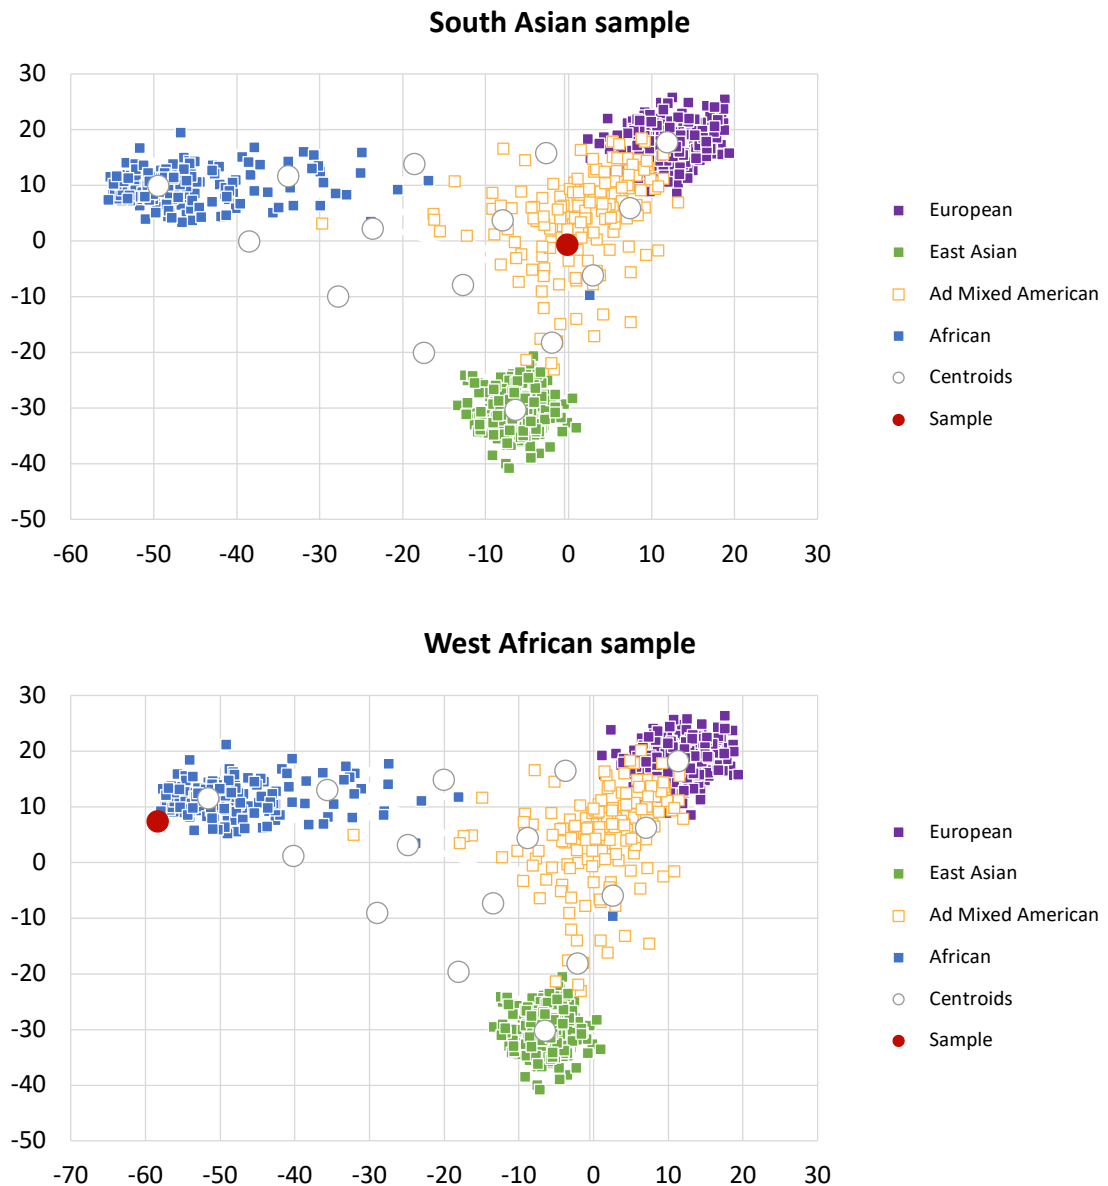 South Asian sample
30
20
10
0
-10
-20
-30
-40
-50
-60 -50 -40 -30 -20 -10 0 10 20 30
European
East Asian
Ad Mixed American
African
Centroids
Sample
West African sample
30
20
10
0
-10
-20
-30
-40
-50
-70 -60 -50 -40 -30 -20 -10 0 10 20 30
European
East Asian
Ad Mixed American
African
Centroids
Sample